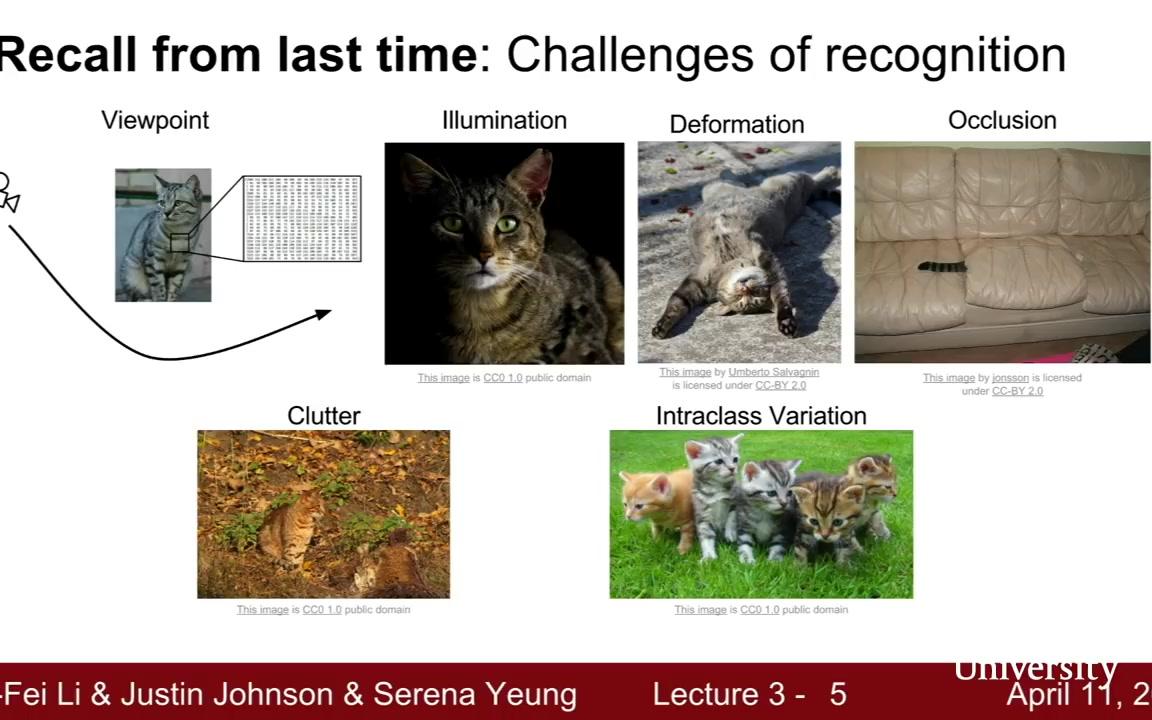 Recall from last time: Challenges of recognition
Viewpoint
Illumination
Deformation
Occlusion
This image is CC0 1.0 public domain
This image by Umberto Salvagnin
is licensed under CC-BY 2.0
This image by jonsson is licensed
under CC-BY 2.0
Clutter
Intraclass Variation
This image is CC0 1.0 public domain
This image is CC0 1.0 public domain
-Fei Li & Justin Johnson & Serena Yeung
Lecture 3 - 5
April 11, 2
University